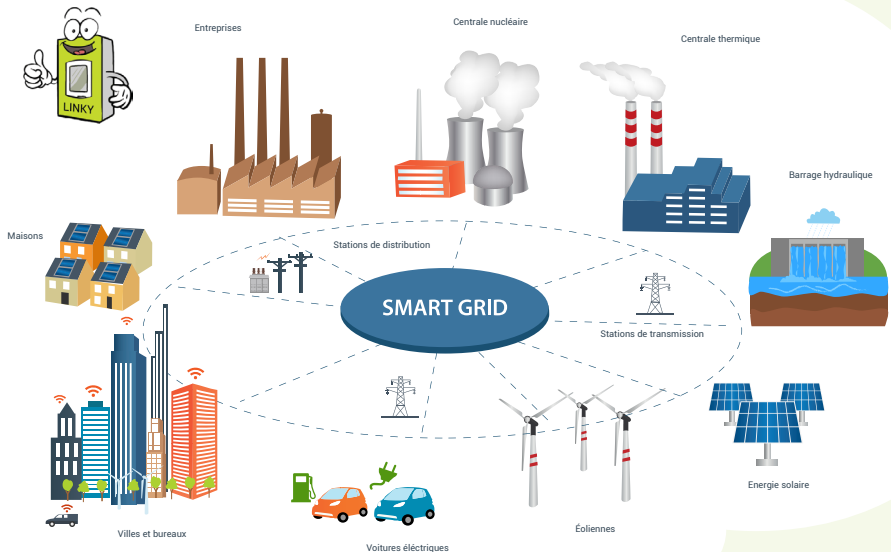 Centrale nucléaire
Entreprises
Centrale thermique
LINKY
Barrage hydraulique
Maisons
Stations de distribution
SMART GRID
Stations de transmission
Energie solaire
Éoliennes
Villes et bureaux
Voitures éléctriques